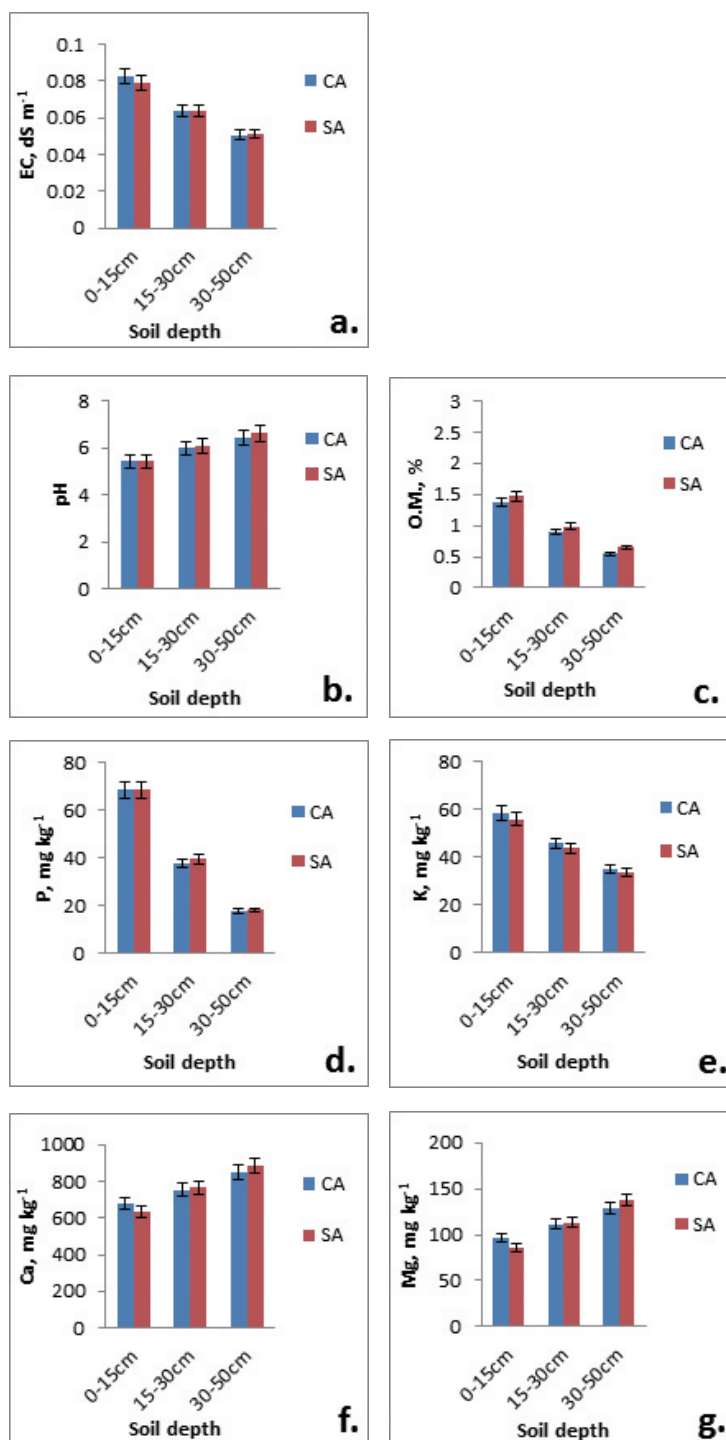 0.1
0.08
0.06
0.04
0.02
0
EC, dS m⁻¹
CA
SA
0-15cm
15-30cm
30-50cm
Soil depth
a.
8
6
4
2
0
pH
CA
SA
0-15cm
15-30cm
30-50cm
Soil depth
b.
3
2.5
2
1.5
1
0.5
0
O.M., %
CA
SA
0-15cm
15-30cm
30-50cm
Soil depth
c.
80
60
40
20
0
P, mg kg⁻¹
CA
SA
0-15cm
15-30cm
30-50cm
Soil depth
d.
80
60
40
20
0
K, mg kg⁻¹
CA
SA
0-15cm
15-30cm
30-50cm
Soil depth
e.
1000
800
600
400
200
0
Ca, mg kg⁻¹
CA
SA
0-15cm
15-30cm
30-50cm
Soil depth
f.
200
150
100
50
0
Mg, mg kg⁻¹
CA
SA
0-15cm
15-30cm
30-50cm
Soil depth
g.